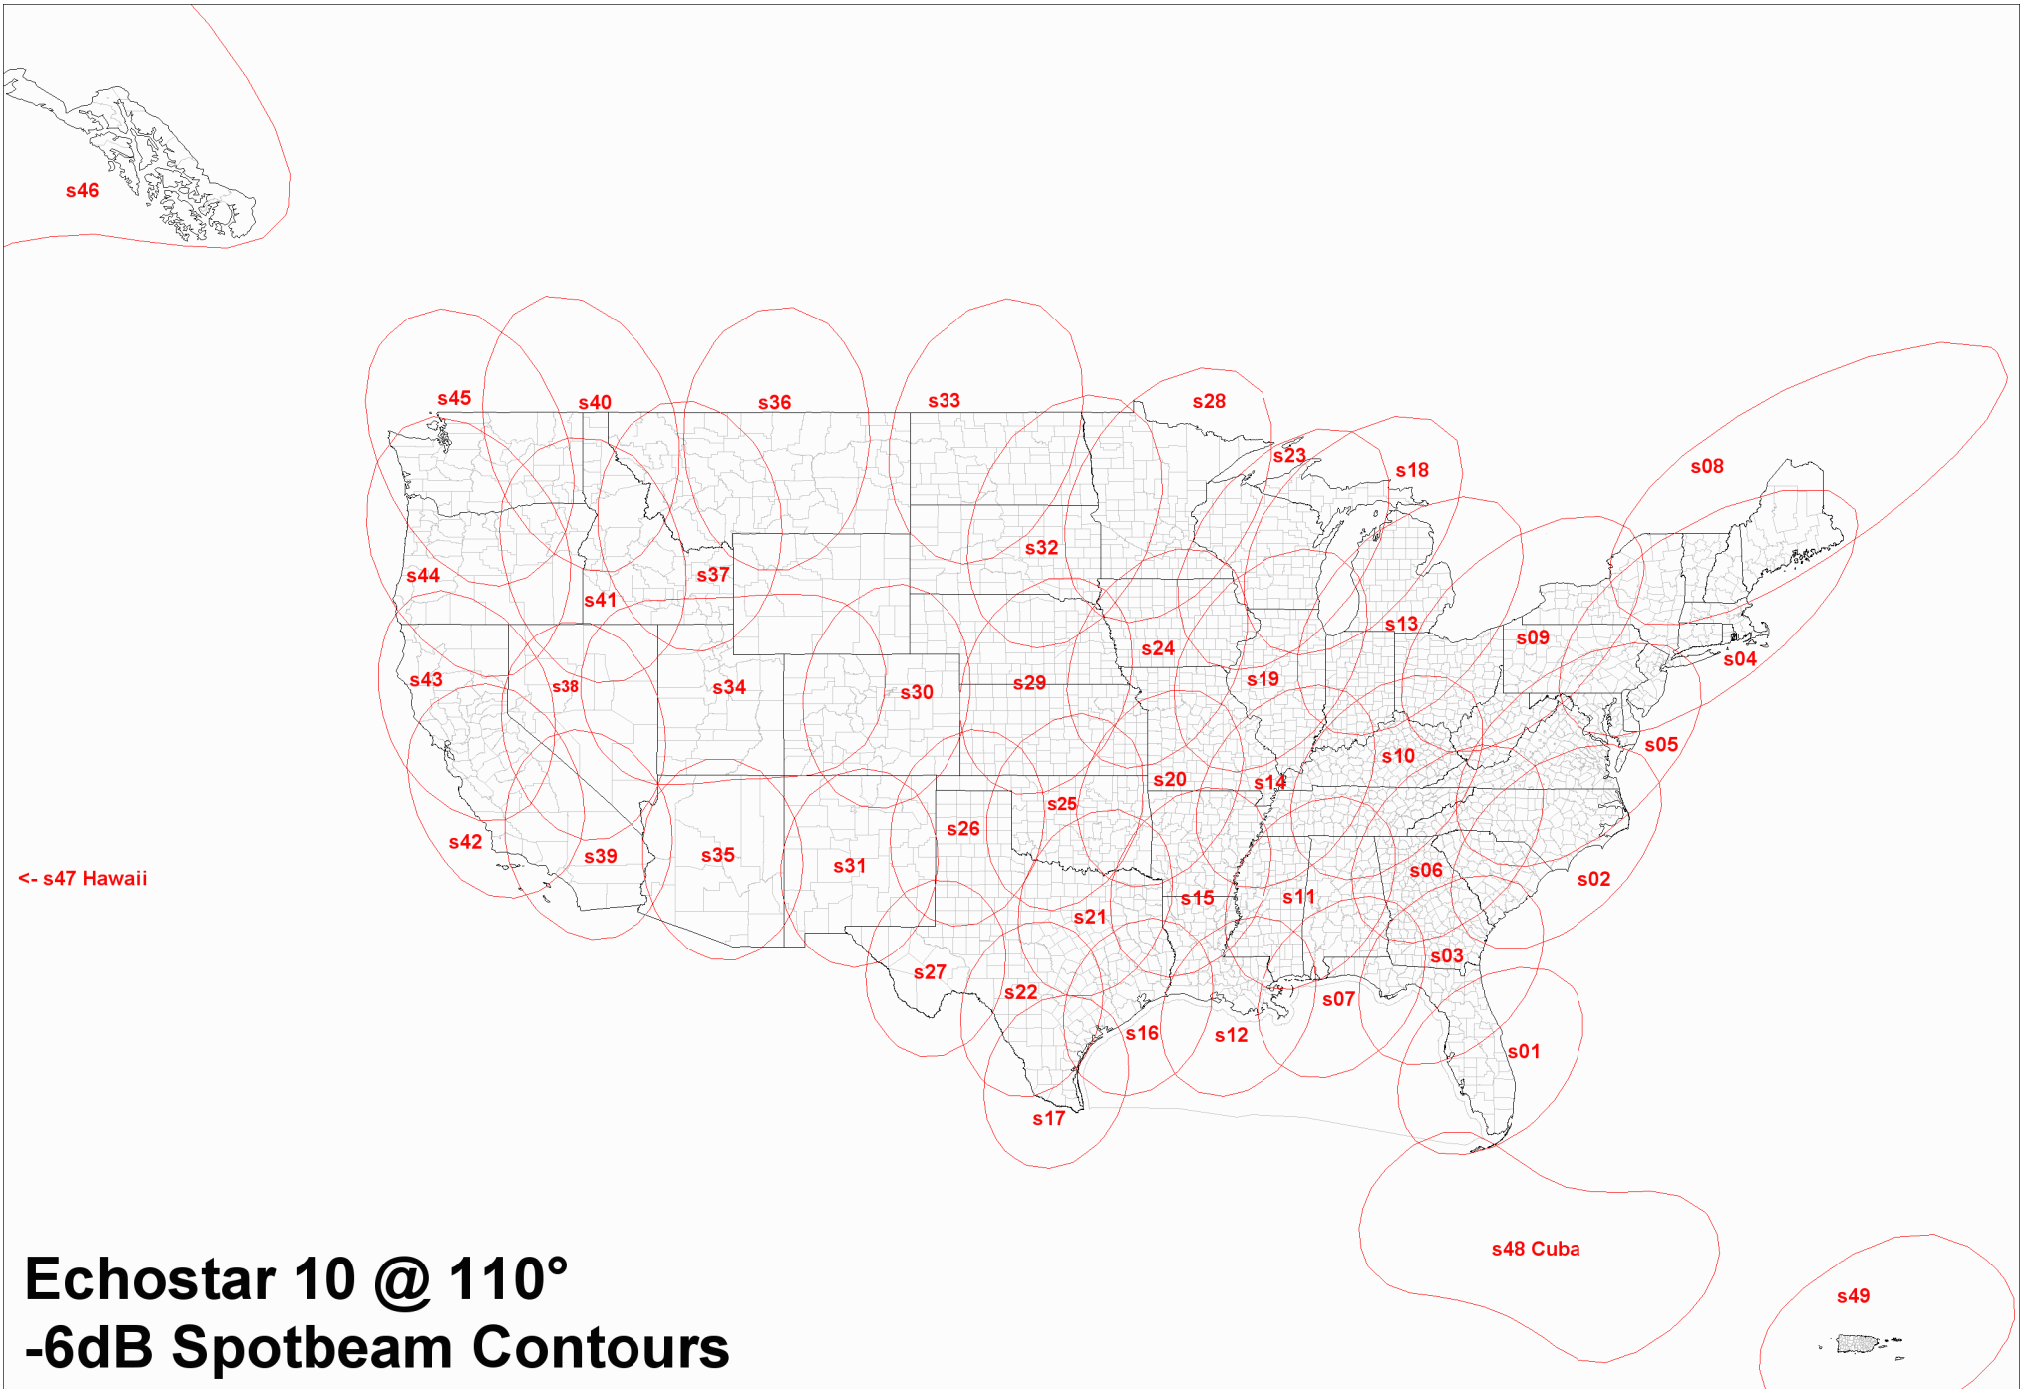 s46
s45
s40
s36
s33
s28
s23
s18
s08
s32
s44
s41
s37
s13
s09
s24
s04
s43
s38
s34
s30
s29
s19
s05
s10
s20
s14
s25
s26
s42
s39
s35
s31
<- s47 Hawaii
s06
s02
s15
s11
s21
s03
s27
s22
s07
s16
s12
s01
s17
s48 Cuba
s49
Echostar 10 @ 110°
-6dB Spotbeam Contours